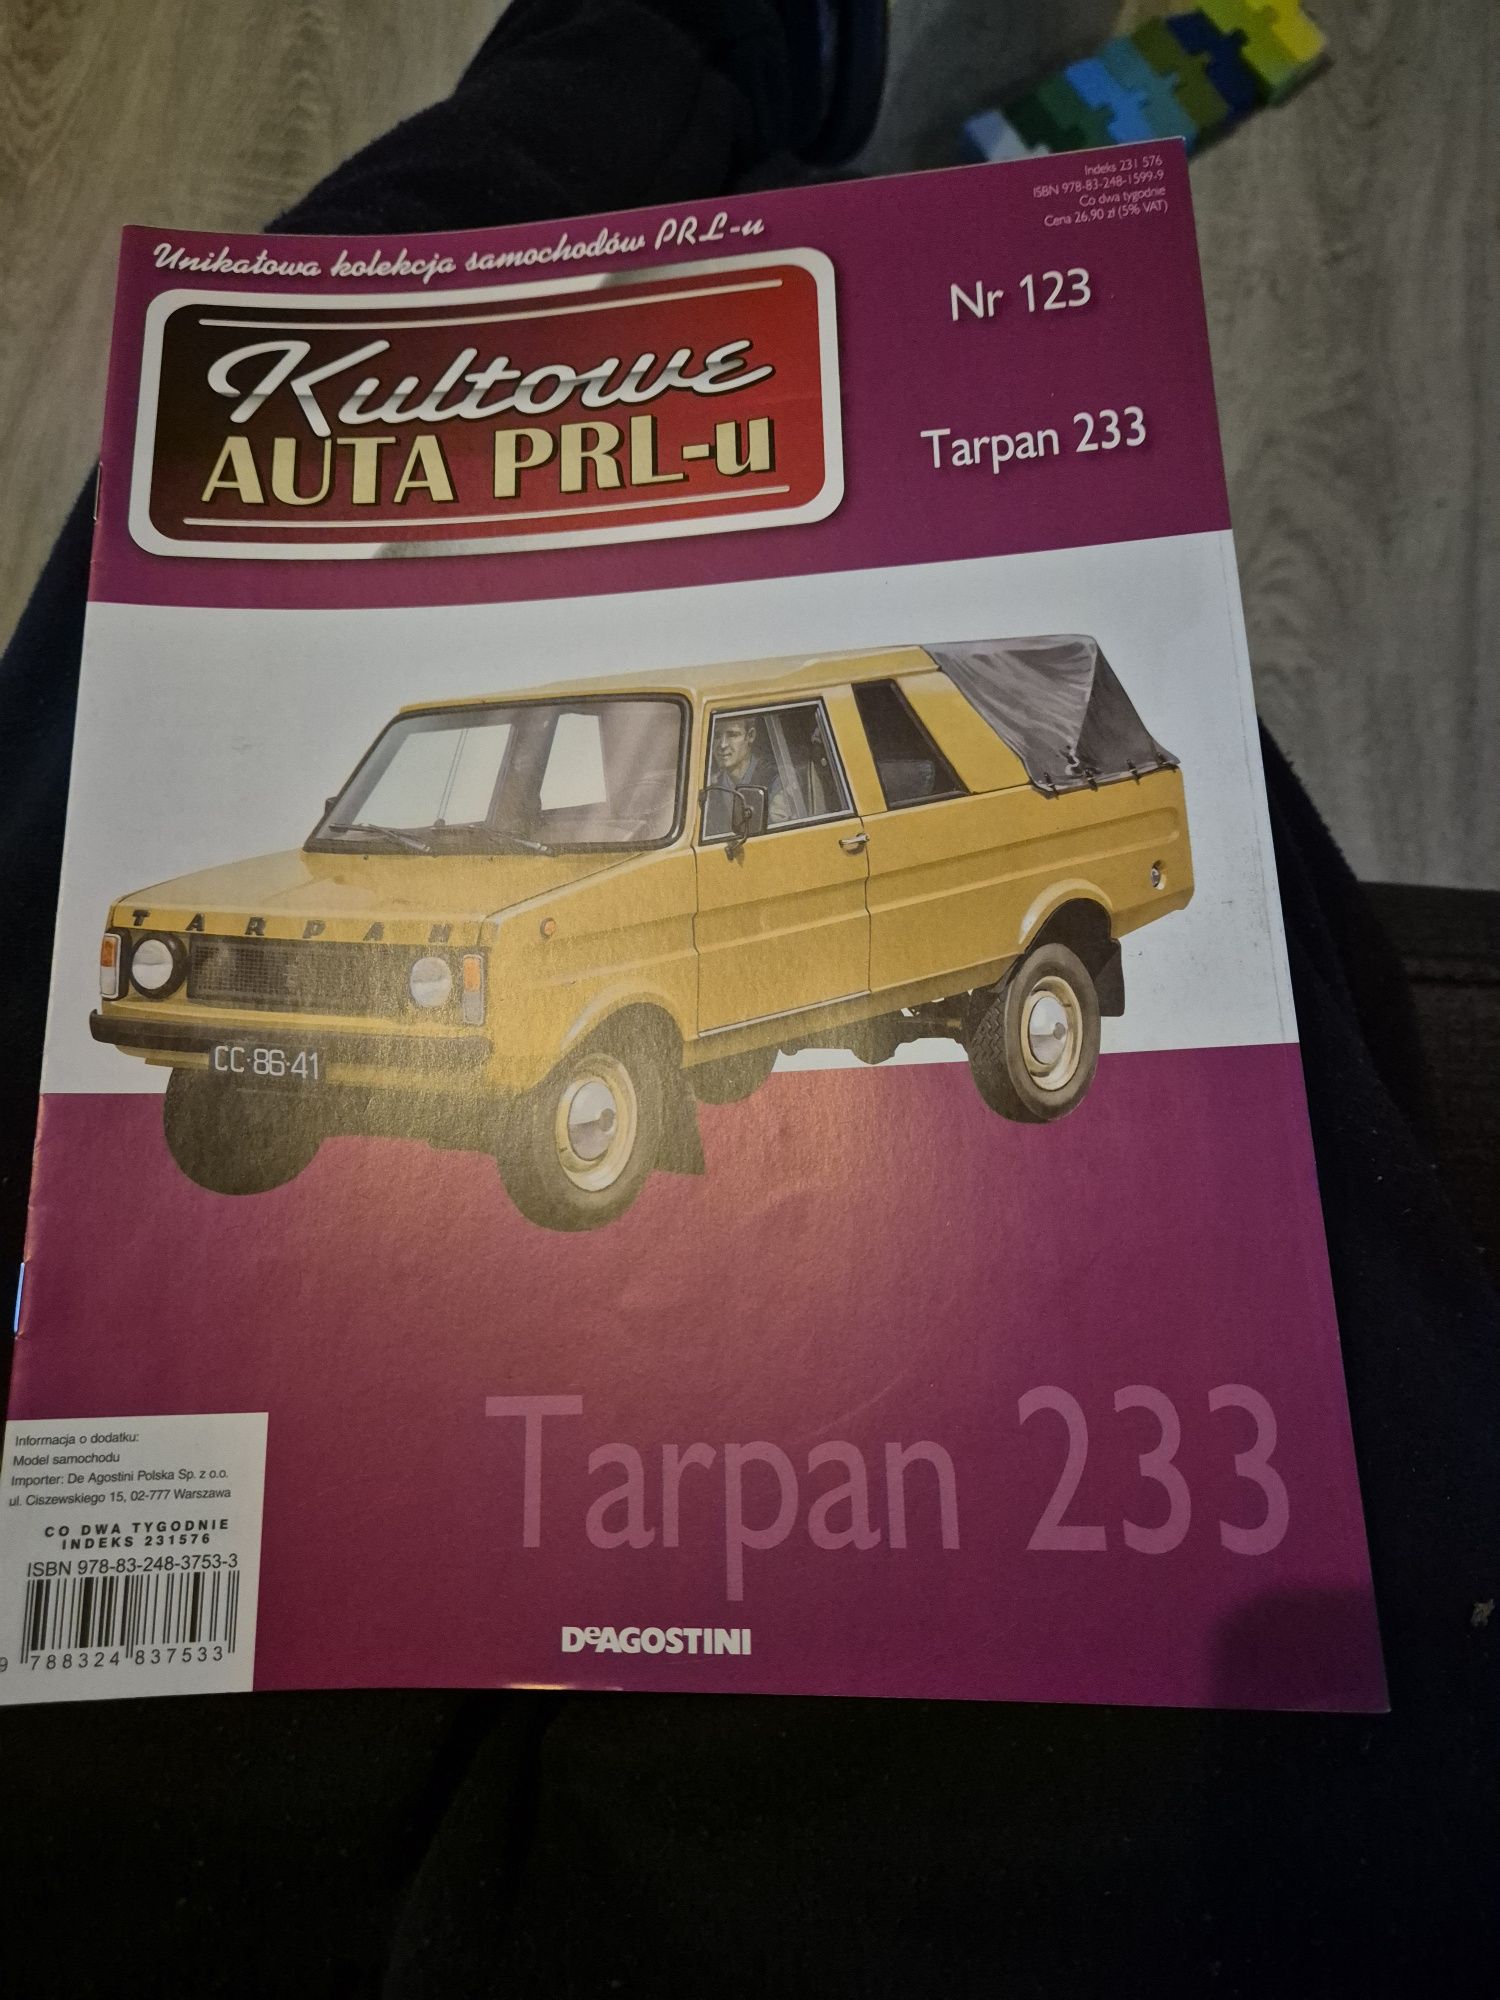 Indeks 231 576
ISBN 978-83-248-1599-9
Co dwa tygodnie
Cena 26,90 zł (5% VAT)
Unikatowa kolekcja samochodów PRL-u
Kultowe
AUTA PRL-u
Nr 123
Tarpan 233
TARPAN
CC·86-41
Tarpan 233
Informacja o dodatku:
Model samochodu
Importer: De Agostini Polska Sp. z o.o.
ul. Ciszewskiego 15, 02-777 Warszawa
CO DWA TYGODNIE
INDEKS 231576
ISBN 978-83-248-3753-3
9 788324 837533
DeAGOSTINI